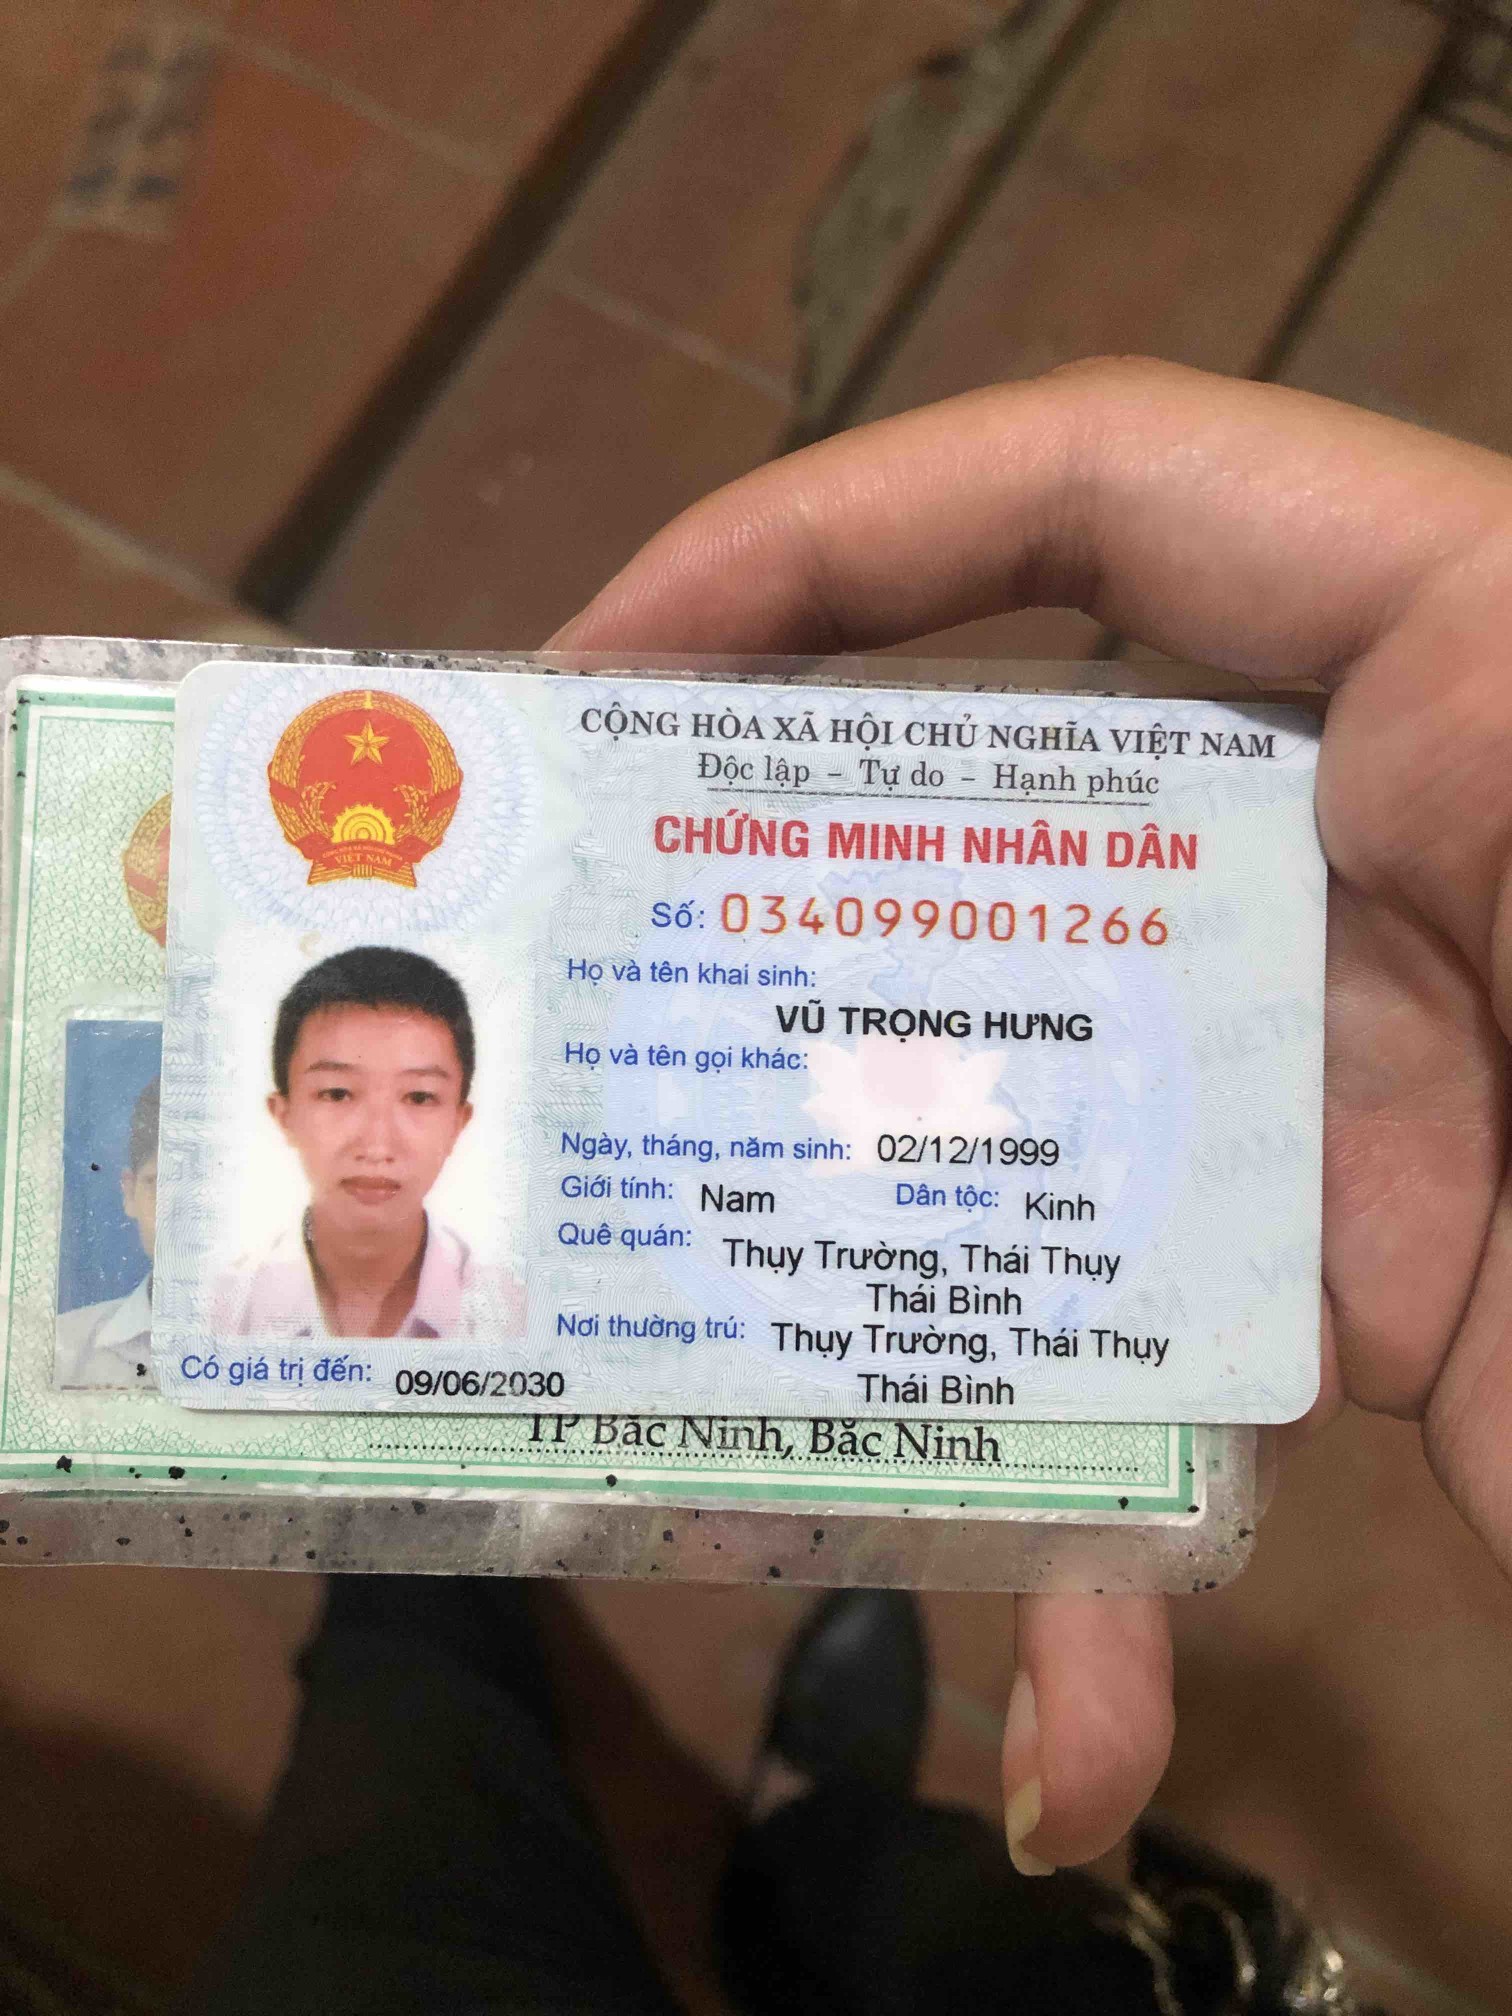 CỘNG HÒA XÃ HỘI CHỦ NGHĨA VIỆT NAM
Độc lập – Tự do – Hạnh phúc
CHỨNG MINH NHÂN DÂN
Số: 034099001266
Họ và tên khai sinh:
VŨ TRỌNG HƯNG
Họ và tên gọi khác:
Ngày, tháng, năm sinh: 02/12/1999
Giới tính: Nam Dân tộc: Kinh
Quê quán: Thụy Trường, Thái Thụy
Thái Bình
Nơi thường trú: Thụy Trường, Thái Thụy
Thái Bình
Có giá trị đến: 09/06/2030
VIỆT NAM
TP Bắc Ninh, Bắc Ninh